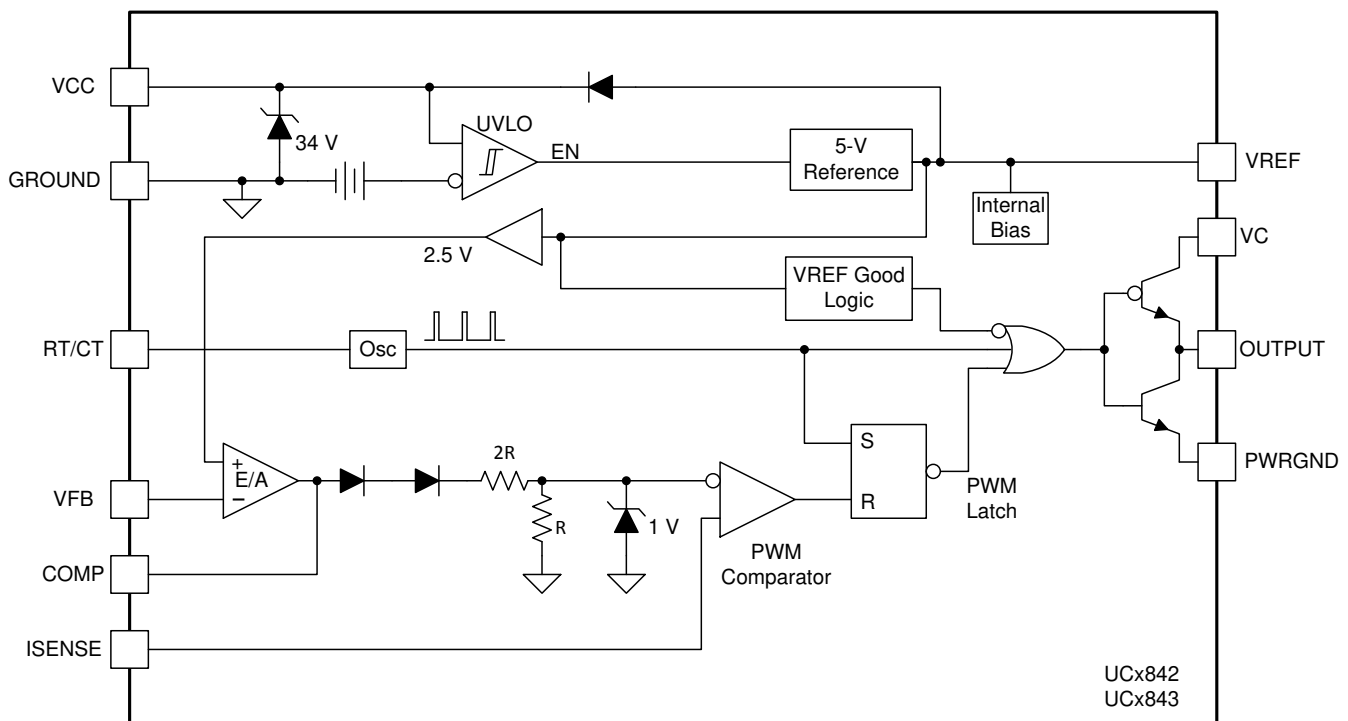 VCC
UVLO
34 V
EN
5-V
Reference
VREF
GROUND
Internal
Bias
VC
2.5 V
VREF Good
Logic
RT/CT
Osc
OUTPUT
S
2R
+
E/A
−
PWRGND
VFB
R
PWM
Latch
R
1 V
PWM
Comparator
COMP
ISENSE
UCx842
UCx843